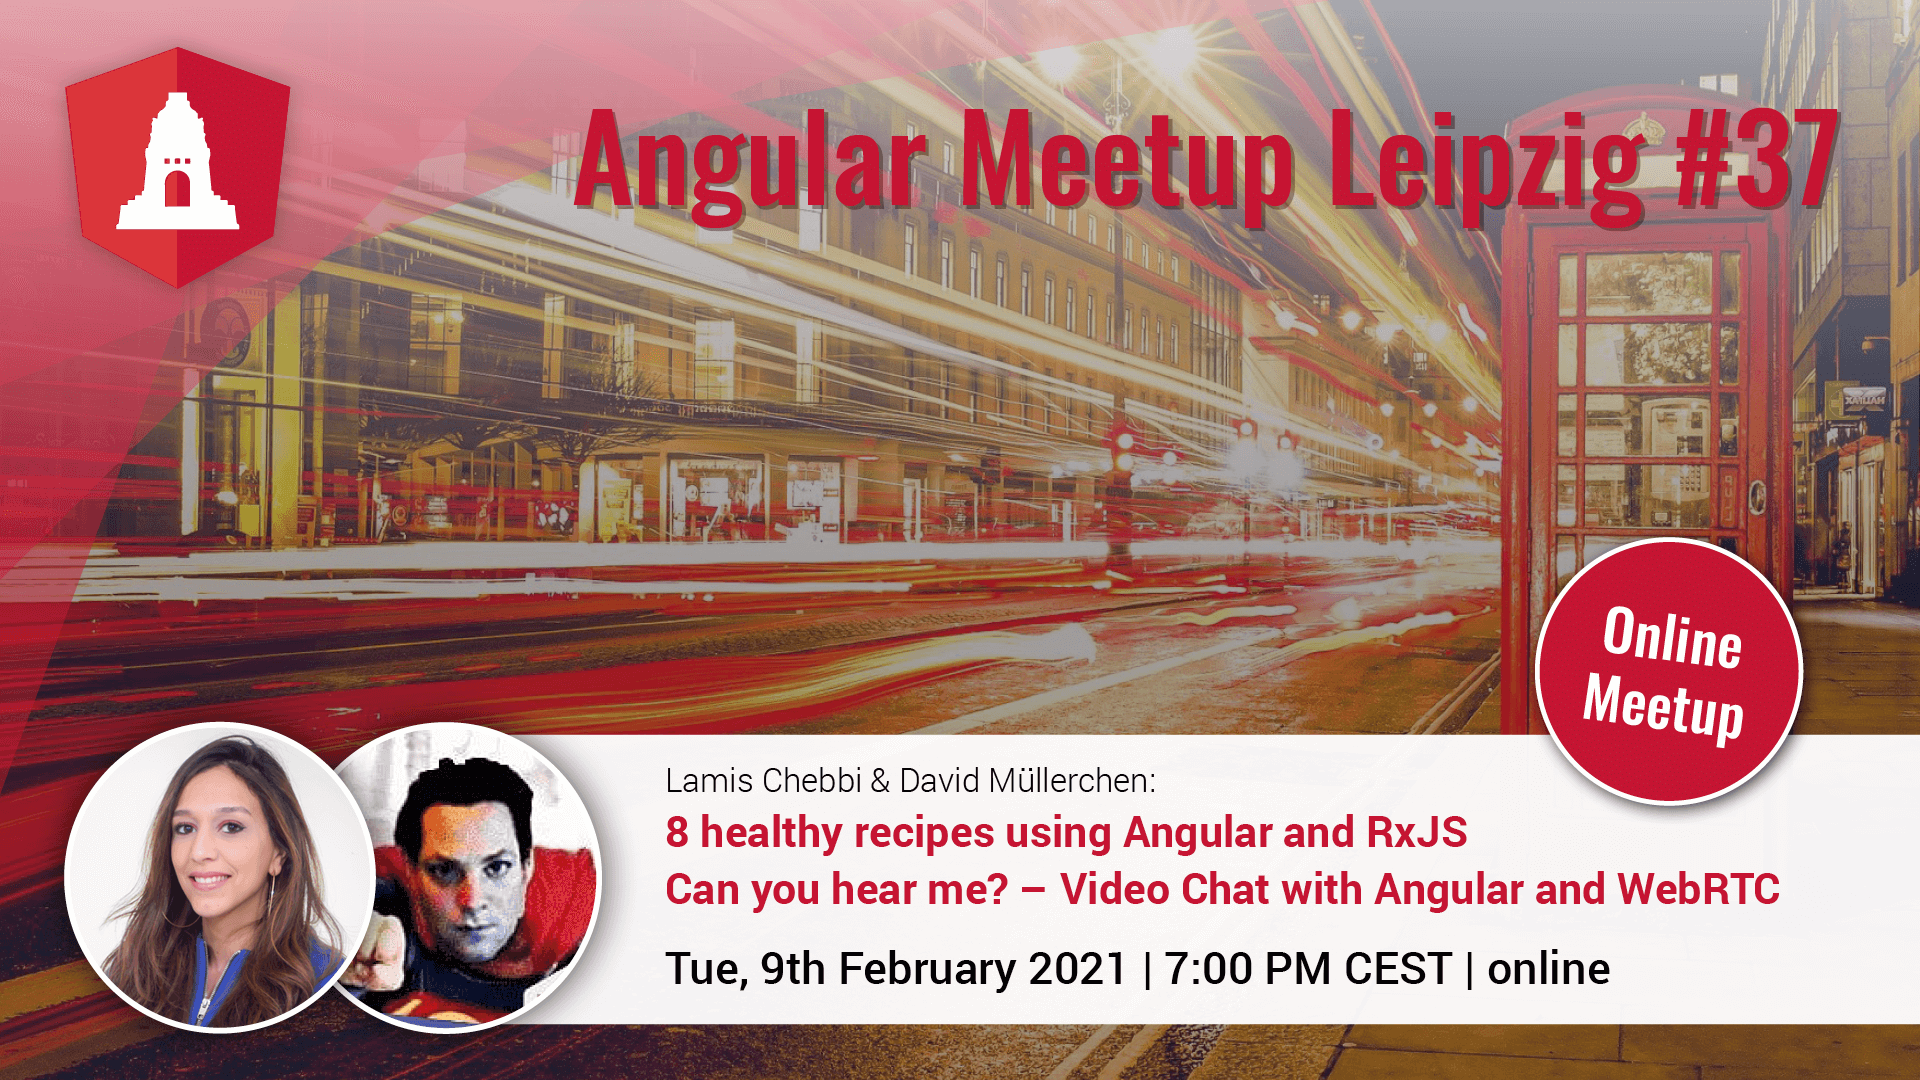 Angular Meetup Leipzig #37
HALIFAX
Online
Meetup
Lamis Chebbi & David Müllerchen:
8 healthy recipes using Angular and RxJS
Can you hear me? – Video Chat with Angular and WebRTC
Tue, 9th February 2021 | 7:00 PM CEST | online